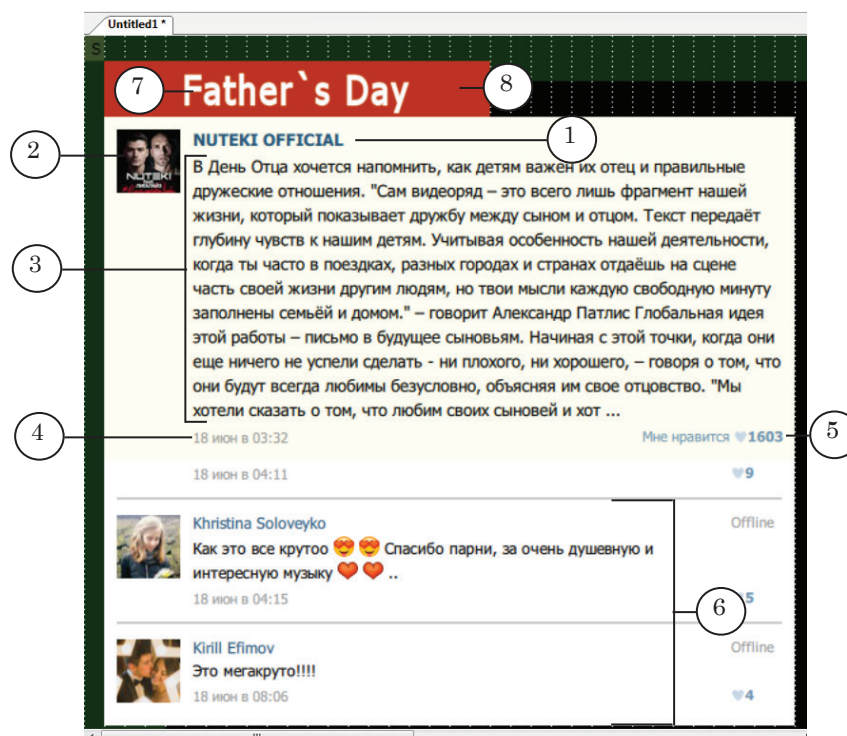 Untitled1 *
S
7
Father`s Day
8
2
NUTEKI OFFICIAL
1
NUTEKI
В День Отца хочется напомнить, как детям важен их отец и правильные
дружеские отношения. "Сам видеоряд – это всего лишь фрагмент нашей
жизни, который показывает дружбу между сыном и отцом. Текст передаёт
глубину чувств к нашим детям. Учитывая особенность нашей деятельности,
3
когда ты часто в поездках, разных городах и странах отдаёшь на сцене
часть своей жизни другим людям, но твои мысли каждую свободную минуту
заполнены семьёй и домом." – говорит Александр Патлис Глобальная идея
этой работы – письмо в будущее сыновьям. Начиная с этой точки, когда они
еще ничего не успели сделать - ни плохого, ни хорошего, – говоря о том, что
они будут всегда любимы безусловно, объясняя им свое отцовство. "Мы
хотели сказать о том, что любим своих сыновей и хот ...
4
18 июн в 03:32
Мне нравится 1603
5
18 июн в 04:11
9
Khristina Soloveyko
Offline
Как это все крутоо 😍 😍 Спасибо парни, за очень душевную и
интересную музыку ❤ ❤ ..
18 июн в 04:15
6
5
Kirill Efimov
Offline
Это мегакруто!!!!
18 июн в 08:06
4